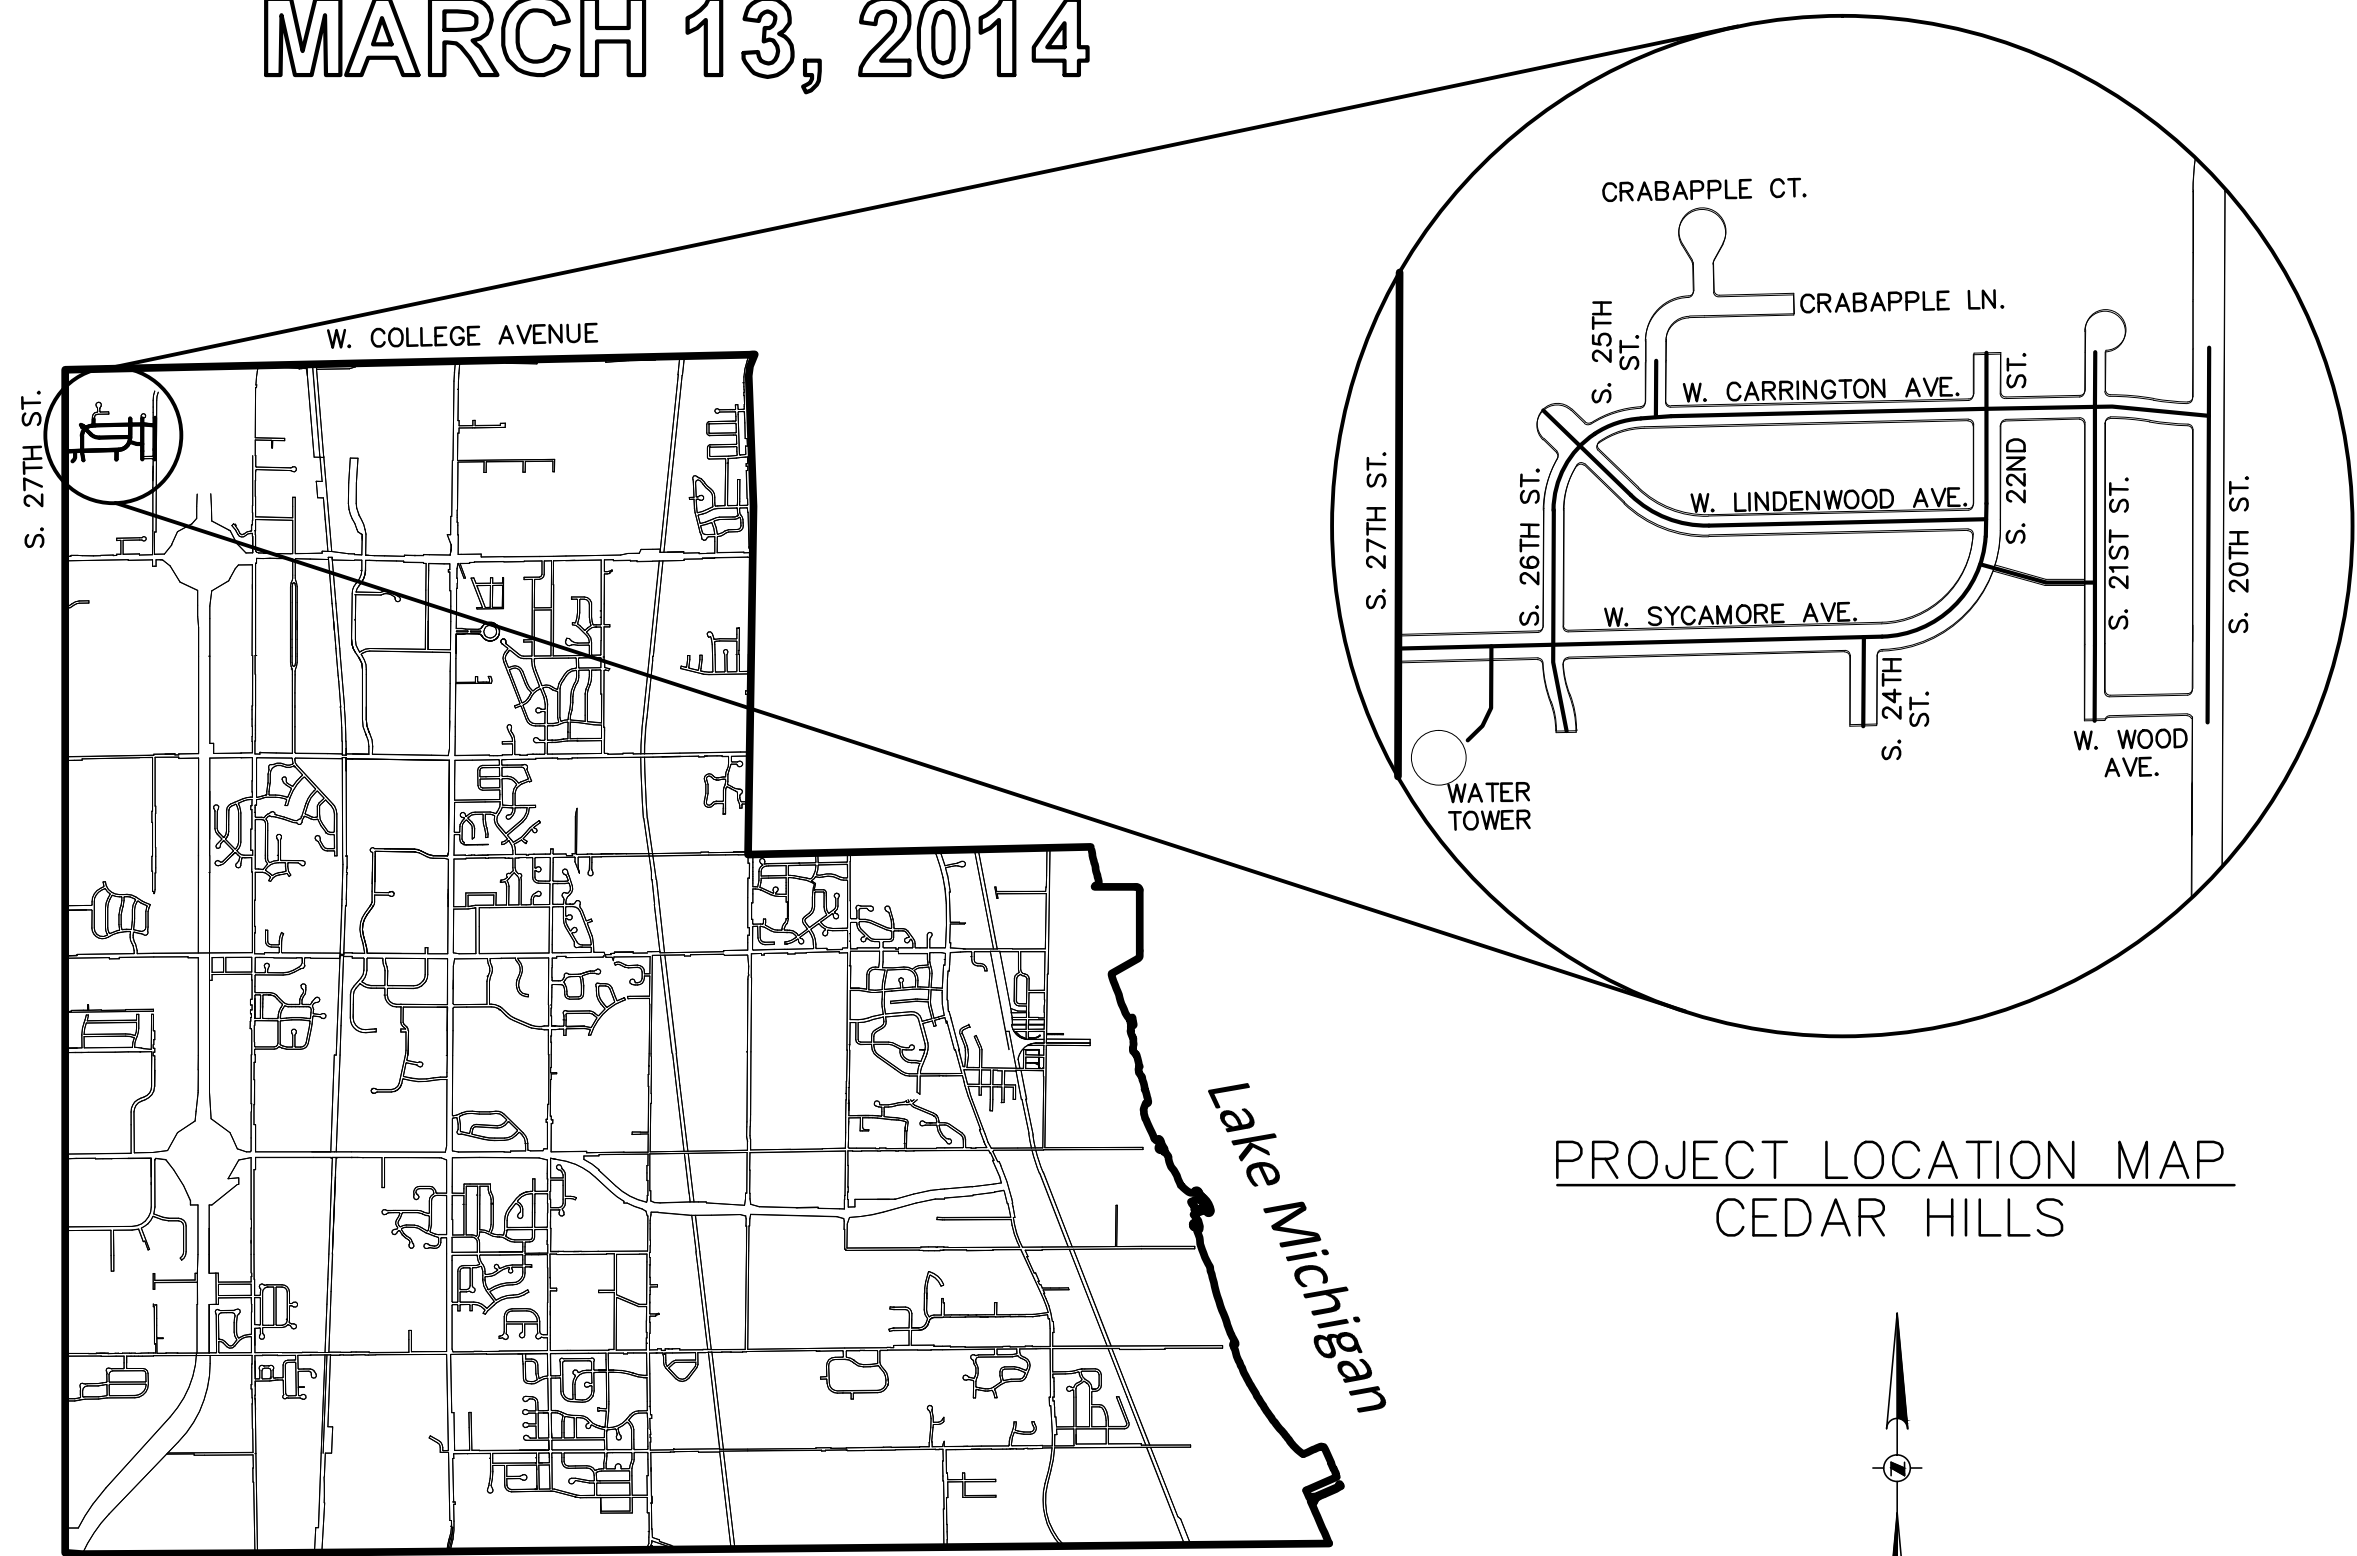 MARCH 13, 2014
W. COLLEGE AVENUE
S. 27TH ST.
CRABAPPLE CT.
CRABAPPLE LN.
S. 25TH
ST.
W. CARRINGTON AVE.
S. 22ND
ST.
W. LINDENWOOD AVE.
S. 27TH ST.
S. 26TH ST.
S. 21ST ST.
S. 20TH ST.
W. SYCAMORE AVE.
S. 24TH
ST.
W. WOOD
AVE.
WATER
TOWER
Lake Michigan
PROJECT LOCATION MAP
CEDAR HILLS